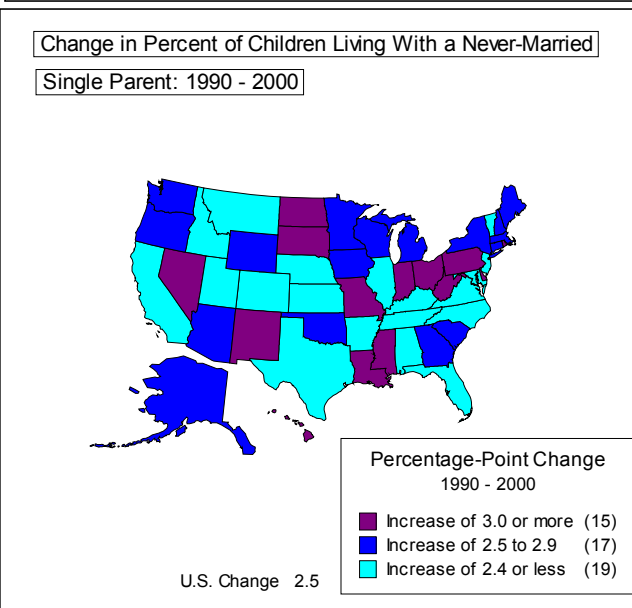 Change in Percent of Children Living With a Never-Married
Single Parent: 1990 - 2000
Percentage-Point Change
1990 - 2000
Increase of 3.0 or more (15)
Increase of 2.5 to 2.9 (17)
Increase of 2.4 or less (19)
U.S. Change 2.5